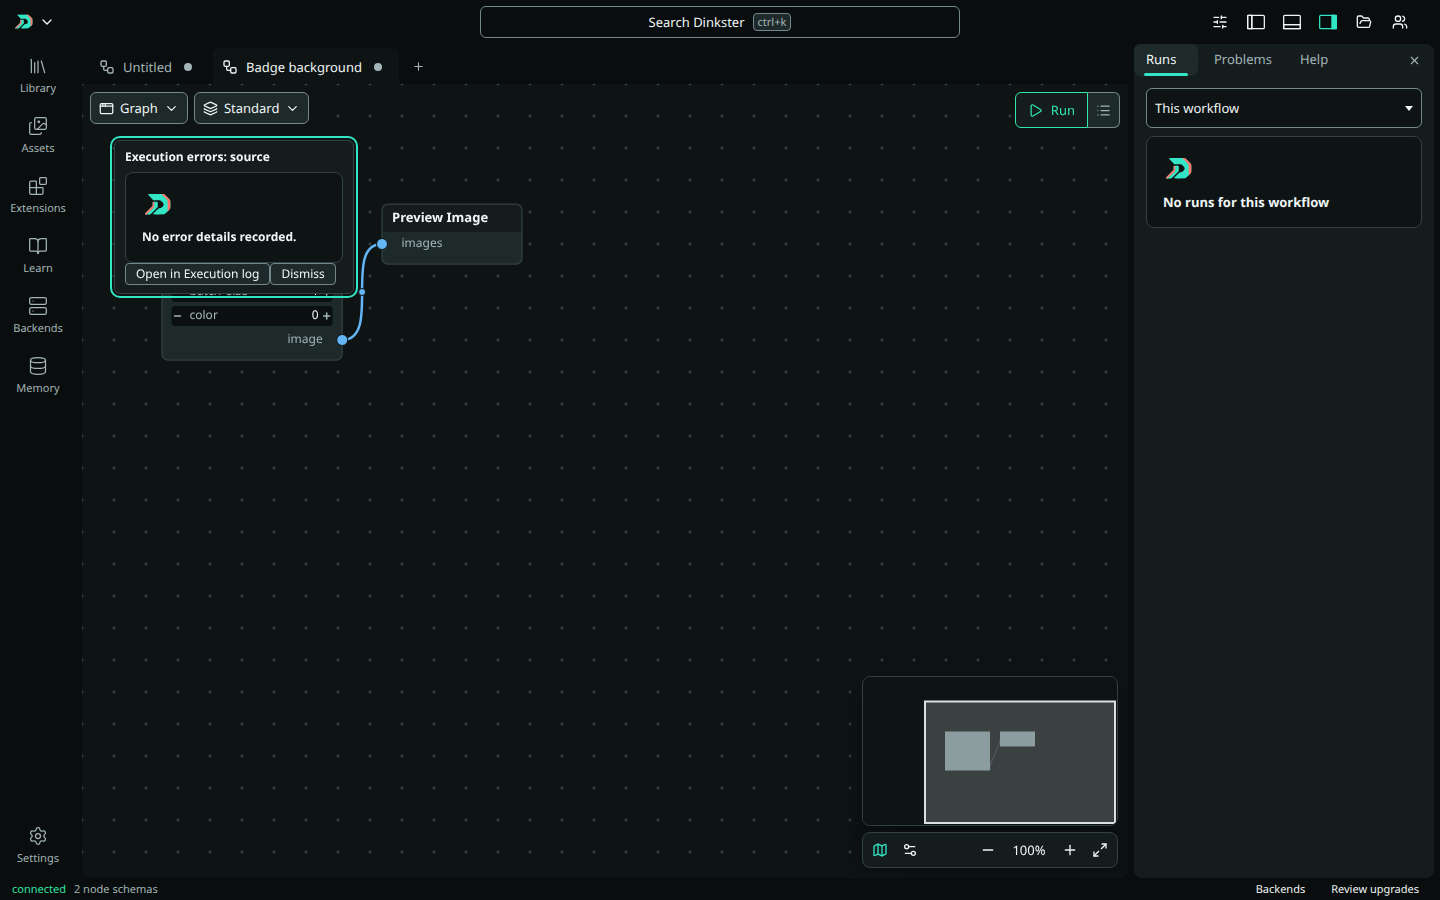 Search Dinkster ctrl+k
Library
Assets
Extensions
Learn
Backends
Memory
Settings
Untitled
Badge background
Graph
Standard
Run
Execution errors: source
No error details recorded.
Open in Execution log
Dismiss
color 0
image
Preview Image
images
100%
Runs
Problems
Help
This workflow
No runs for this workflow
connected 2 node schemas
Backends
Review upgrades